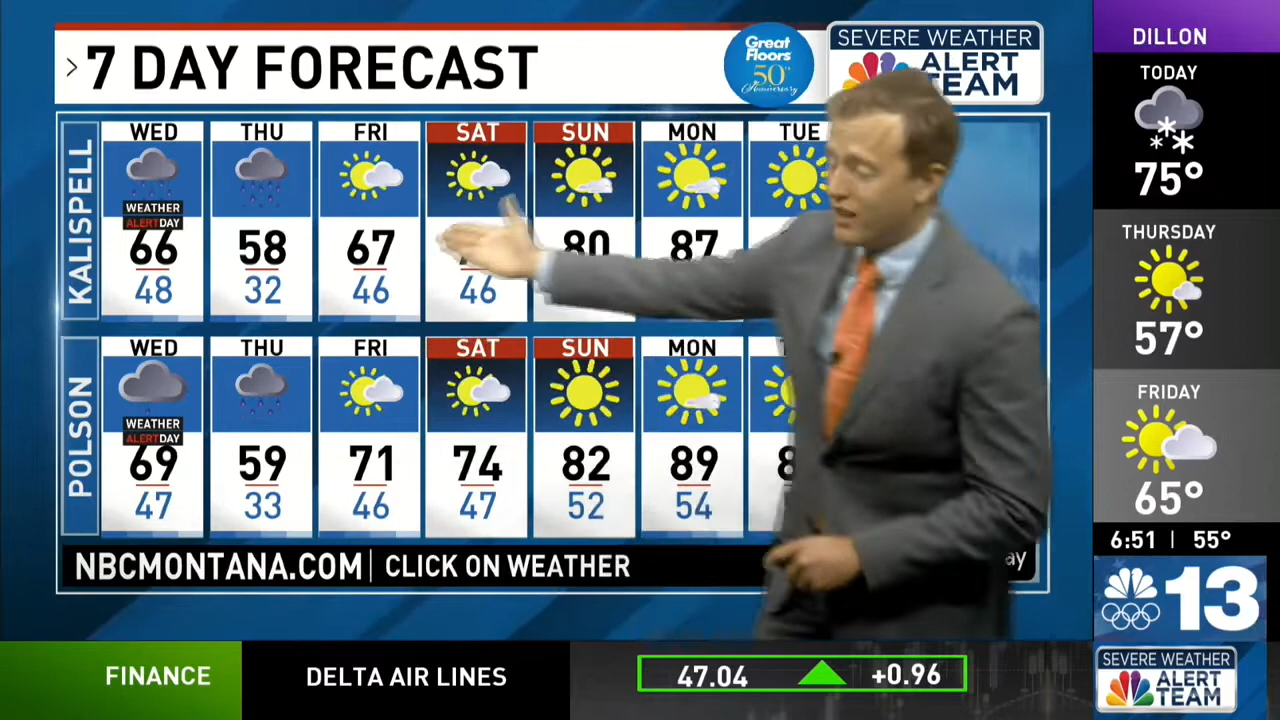 7 DAY FORECAST
Great Floors
50th
Anniversary
SEVERE WEATHER
ALERT
TEAM
KALISPELL
WED THU FRI SAT SUN MON TUE
WEATHER
ALERTDAY
66 58 67 80 87
48 32 46 46
POLSON
WED THU FRI SAT SUN MON
WEATHER
ALERTDAY
69 59 71 74 82 89
47 33 46 47 52 54
NBCMONTANA.COM | CLICK ON WEATHER
DILLON
TODAY
75°
THURSDAY
57°
FRIDAY
65°
6:51 | 55°
13
SEVERE WEATHER
ALERT
TEAM
FINANCE
DELTA AIR LINES
47.04 +0.96